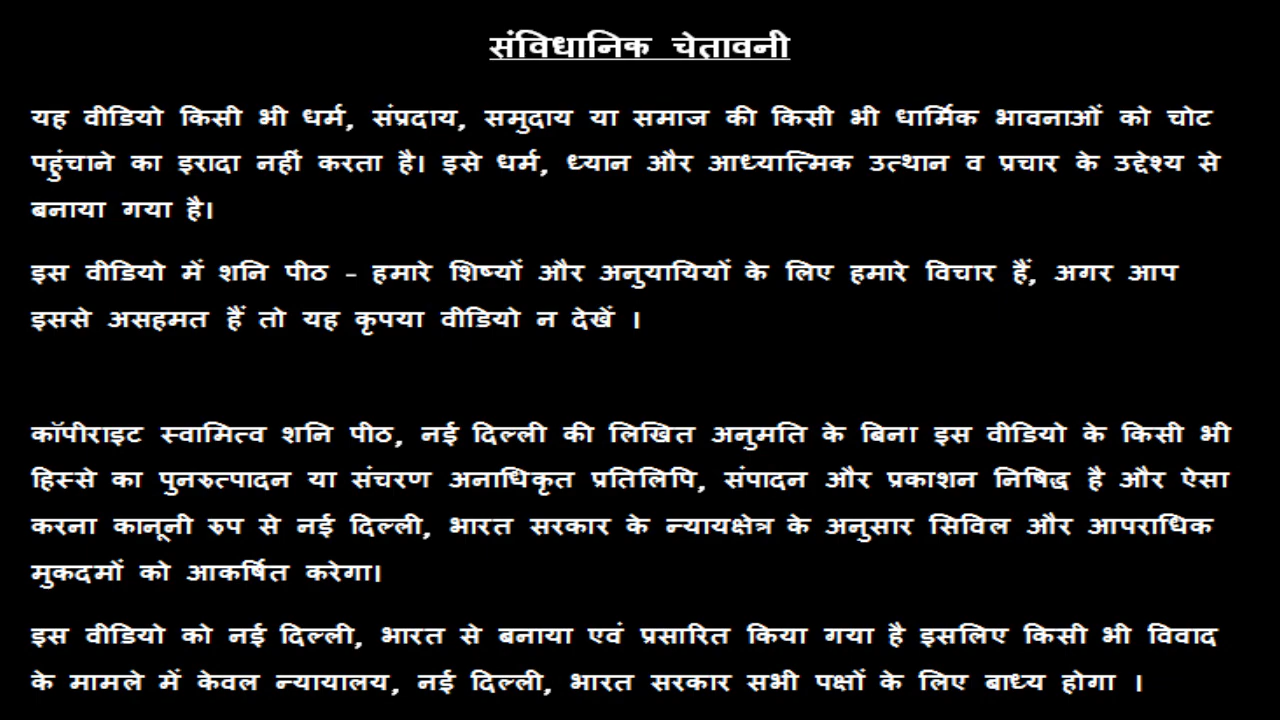 संविधानिक चेतावनी
यह वीडियो किसी भी धर्म, संप्रदाय, समुदाय या समाज की किसी भी धार्मिक भावनाओं को चोट
पहुंचाने का इरादा नहीं करता है। इसे धर्म, ध्यान और आध्यात्मिक उत्थान व प्रचार के उद्देश्य से
बनाया गया है।
इस वीडियो में शनि पीठ – हमारे शिष्यों और अनुयायियों के लिए हमारे विचार हैं, अगर आप
इससे असहमत हैं तो यह कृपया वीडियो न देखें ।
कॉपीराइट स्वामित्व शनि पीठ, नई दिल्ली की लिखित अनुमति के बिना इस वीडियो के किसी भी
हिस्से का पुनरुत्पादन या संचरण अनाधिकृत प्रतिलिपि, संपादन और प्रकाशन निषिद्ध है और ऐसा
करना कानूनी रुप से नई दिल्ली, भारत सरकार के न्यायक्षेत्र के अनुसार सिविल और आपराधिक
मुकदमों को आकर्षित करेगा।
इस वीडियो को नई दिल्ली, भारत से बनाया एवं प्रसारित किया गया है इसलिए किसी भी विवाद
के मामले में केवल न्यायालय, नई दिल्ली, भारत सरकार सभी पक्षों के लिए बाध्य होगा ।